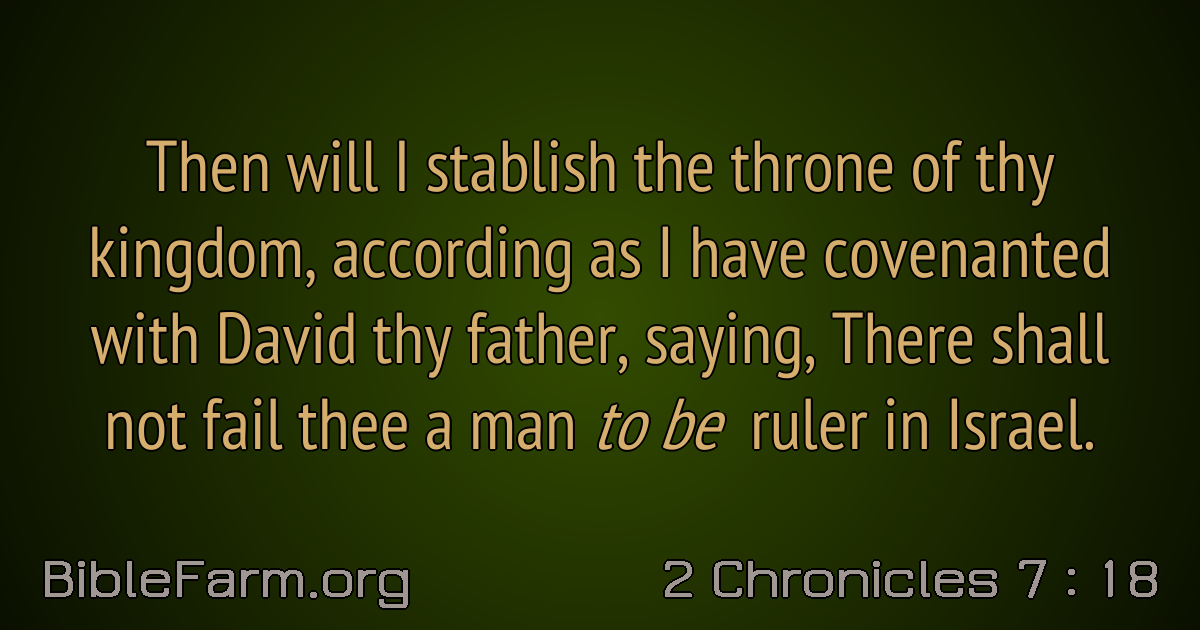 Then will I stablish the throne of thy
kingdom, according as I have covenanted
with David thy father, saying, There shall
not fail thee a man to be ruler in Israel.
BibleFarm.org
2 Chronicles 7 : 18